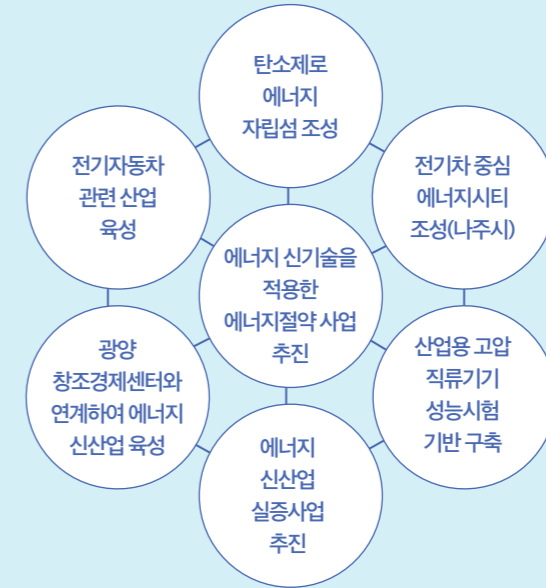 탄소제로
에너지
자립섬 조성
전기자동차
관련 산업
육성
전기차 중심
에너지시티
조성(나주시)
에너지 신기술을
적용한
에너지절약 사업
추진
광양
창조경제센터와
연계하여 에너지
신산업 육성
산업용 고압
직류기기
성능시험
기반 구축
에너지
신산업
실증사업
추진